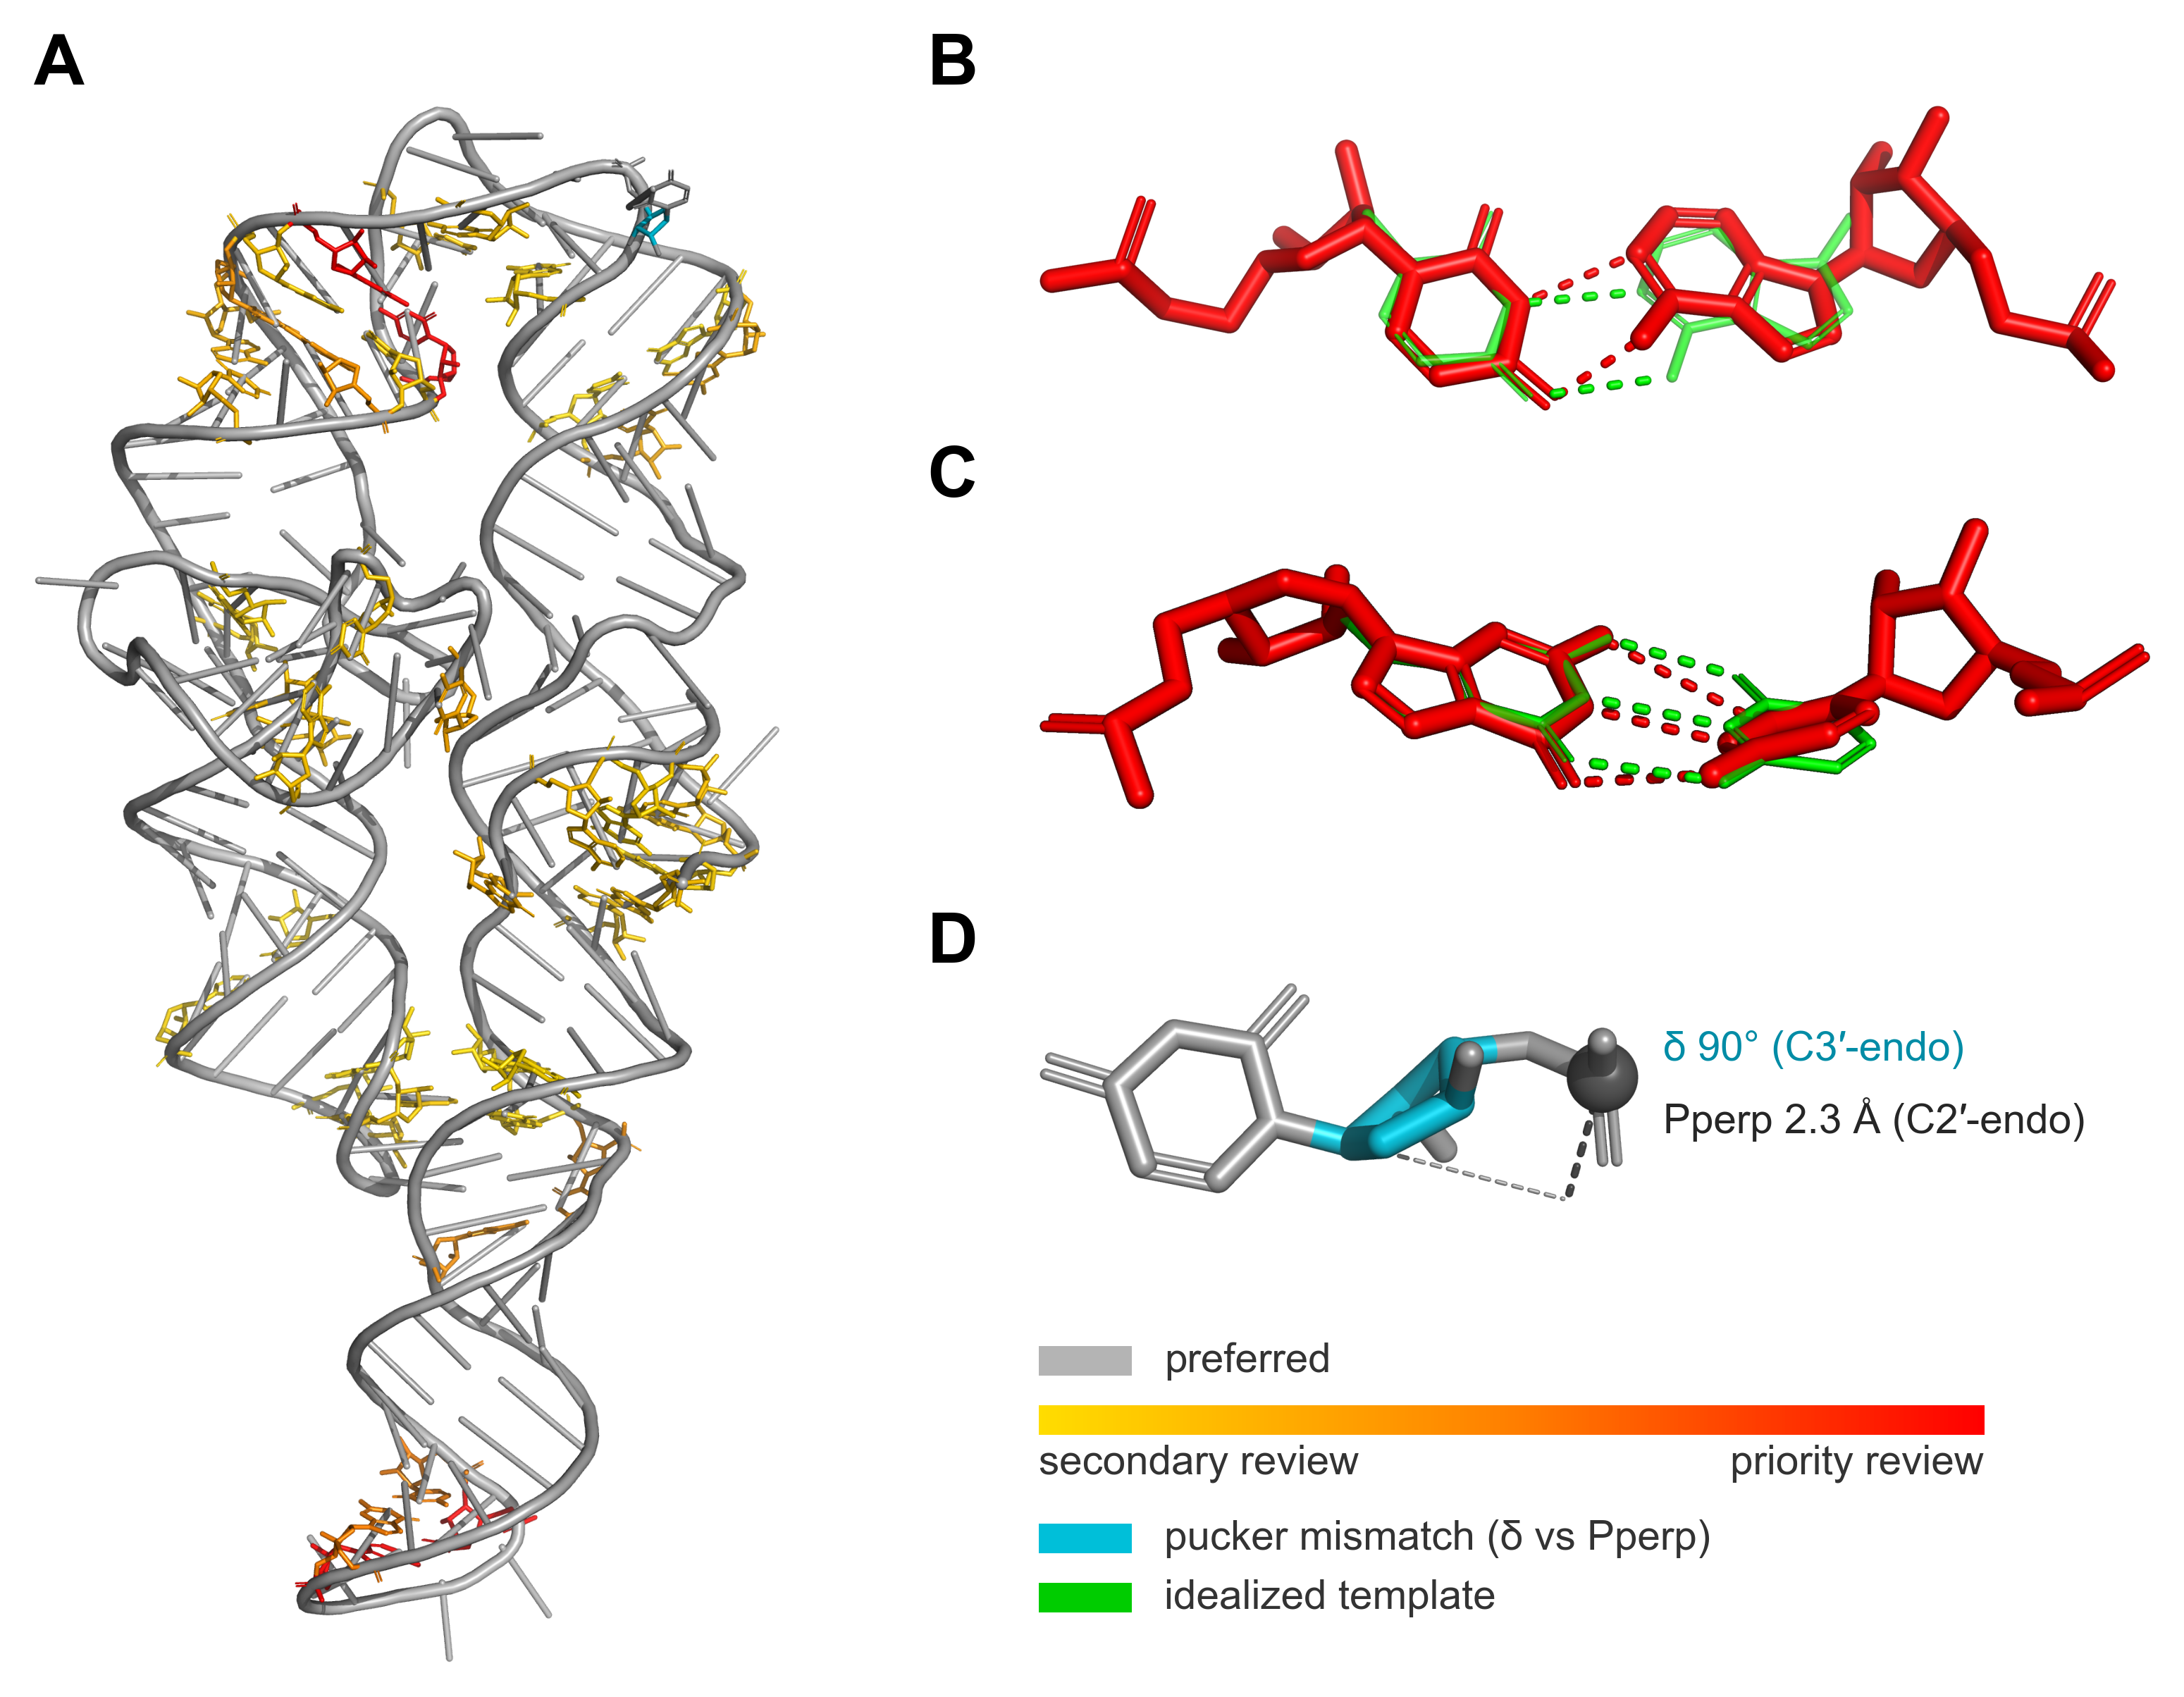 A
B
C
D
δ 90° (C3′-endo)
Pperp 2.3 Å (C2′-endo)
preferred
secondary review priority review
pucker mismatch (δ vs Pperp)
idealized template